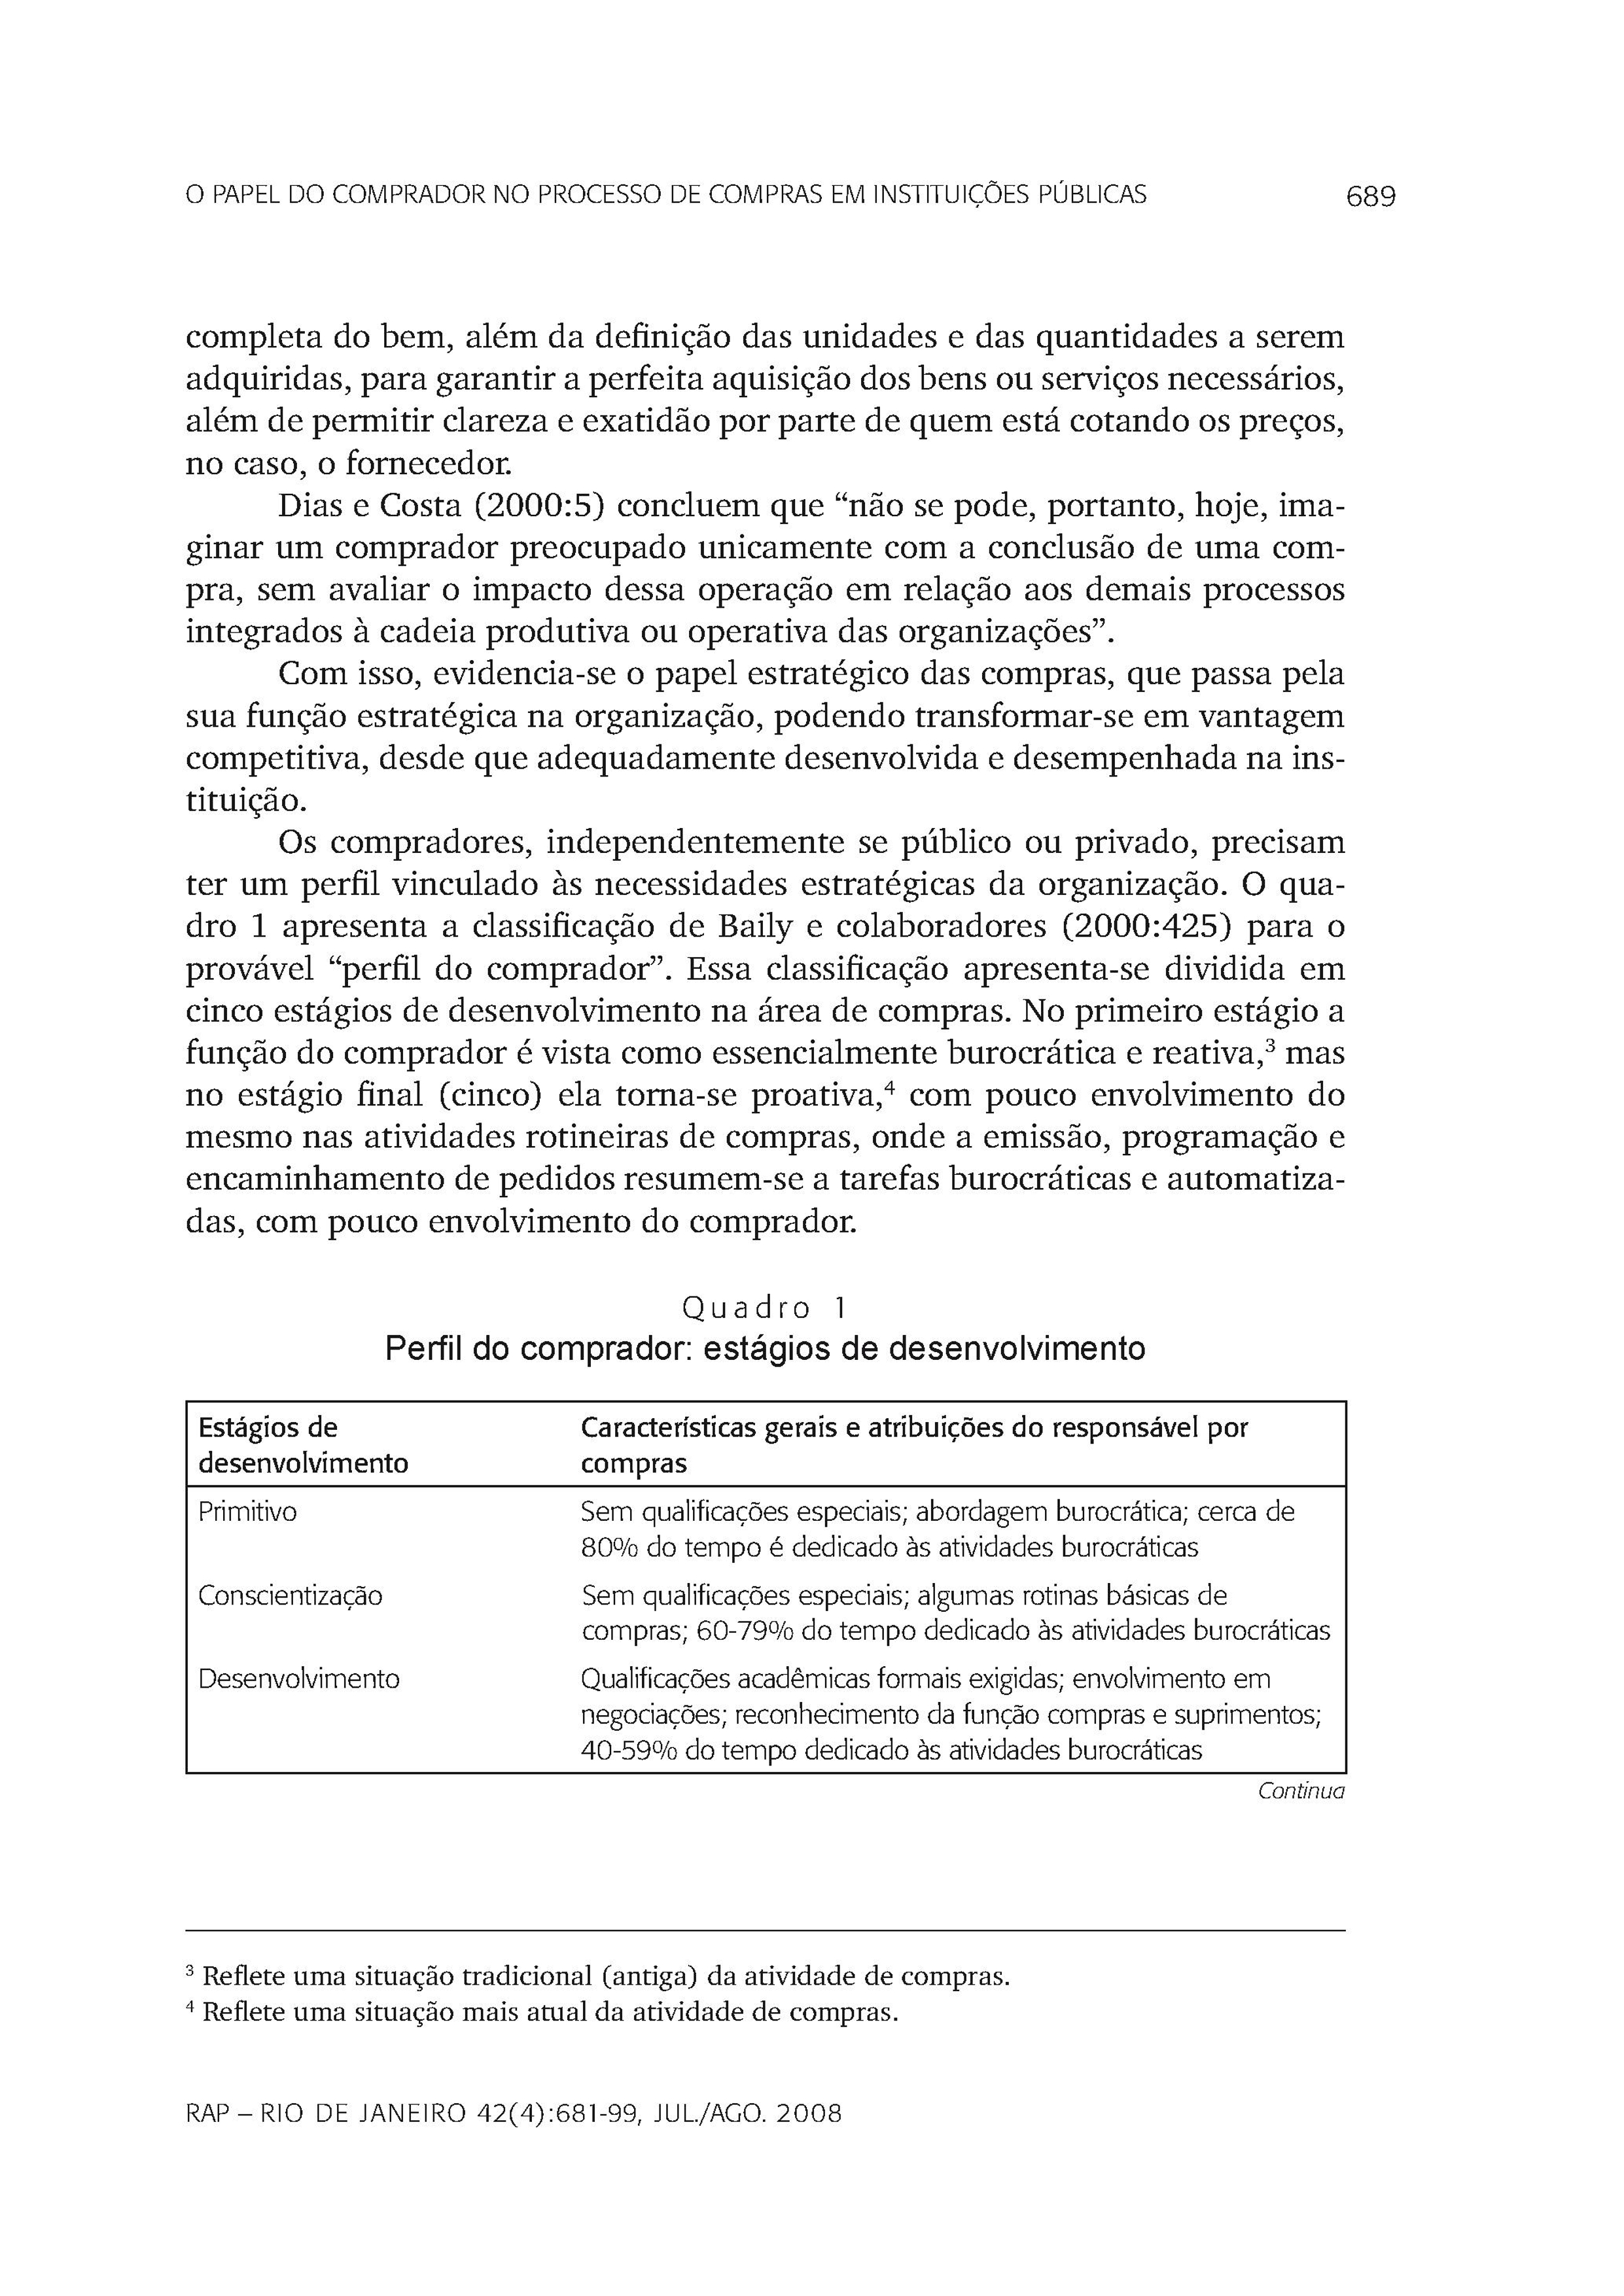 O PAPEL DO COMPRADOR NO PROCESSO DE COMPRAS EM INSTITUIÇÕES PÚBLICAS 689
completa do bem, além da definição das unidades e das quantidades a serem
adquiridas, para garantir a perfeita aquisição dos bens ou serviços necessários,
além de permitir clareza e exatidão por parte de quem está cotando os preços,
no caso, o fornecedor.
Dias e Costa (2000:5) concluem que “não se pode, portanto, hoje, ima-
ginar um comprador preocupado unicamente com a conclusão de uma com-
pra, sem avaliar o impacto dessa operação em relação aos demais processos
integrados à cadeia produtiva ou operativa das organizações”.
Com isso, evidencia-se o papel estratégico das compras, que passa pela
sua função estratégica na organização, podendo transformar-se em vantagem
competitiva, desde que adequadamente desenvolvida e desempenhada na ins-
tituição.
Os compradores, independentemente se público ou privado, precisam
ter um perfil vinculado às necessidades estratégicas da organização. O qua-
dro 1 apresenta a classificação de Baily e colaboradores (2000:425) para o
provável “perfil do comprador”. Essa classificação apresenta-se dividida em
cinco estágios de desenvolvimento na área de compras. No primeiro estágio a
função do comprador é vista como essencialmente burocrática e reativa,³ mas
no estágio final (cinco) ela torna-se proativa,⁴ com pouco envolvimento do
mesmo nas atividades rotineiras de compras, onde a emissão, programação e
encaminhamento de pedidos resumem-se a tarefas burocráticas e automatiza-
das, com pouco envolvimento do comprador.
Quadro 1
Perfil do comprador: estágios de desenvolvimento
Estágios de desenvolvimento
Características gerais e atribuições do responsável por
compras
Primitivo
Sem qualificações especiais; abordagem burocrática; cerca de
80% do tempo é dedicado às atividades burocráticas
Conscientização
Sem qualificações especiais; algumas rotinas básicas de
compras; 60-79% do tempo dedicado às atividades burocráticas
Desenvolvimento
Qualificações acadêmicas formais exigidas; envolvimento em
negociações; reconhecimento da função compras e suprimentos;
40-59% do tempo dedicado às atividades burocráticas
Continua
³ Reflete uma situação tradicional (antiga) da atividade de compras.
⁴ Reflete uma situação mais atual da atividade de compras.
RAP – RIO DE JANEIRO 42(4):681-99, JUL./AGO. 2008